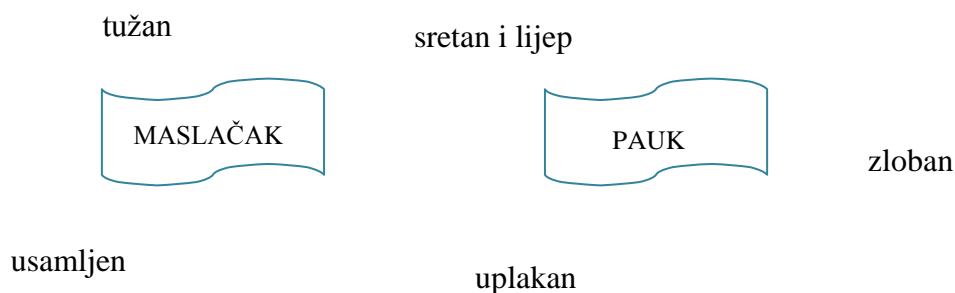 tužan
sretan i lijep
MASLAČAK
PAUK
zloban
usamljen
uplakan